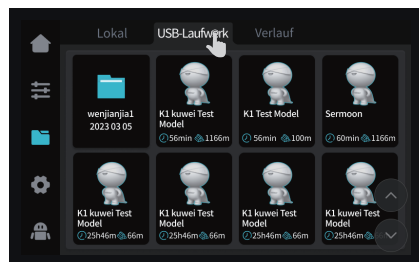 Lokal
USB-Laufwerk
Verlauf
wenjianjia1
2023 03 05
K1 kuwei Test
Model
56min 1166m
K1 Test Model
56min 100m
Sermoon
60min 1166m
K1 kuwei Test
Model
25h46m 66m
K1 kuwei Test
Model
25h46m 66m
K1 kuwei Test
Model
25h46m 66m
K1 kuwei Test
Model
25h46m 66m